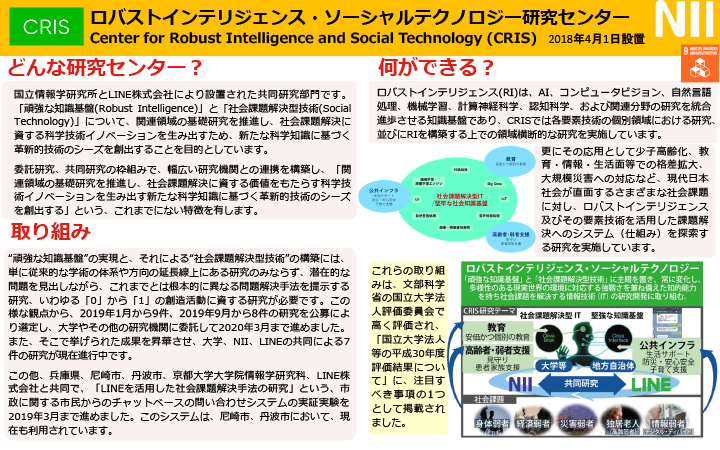 CRIS
ロバストインテリジェンス・ソーシャルテクノロジー研究センター
Center for Robust Intelligence and Social Technology (CRIS) 2018年4月1日設置
NII
9
どんな研究センター？
国立情報学研究所とLINE株式会社により設置された共同研究部門です。
「頑強な知識基盤(Robust Intelligence)」と「社会課題解決型技術(Social
Technology)」について、関連領域の基礎研究を推進し、社会課題解決に
資する科学技術イノベーションを生み出すため、新たな科学知識に基づく
革新的技術のシーズを創出することを目的としています。
委託研究、共同研究の枠組みで、幅広い研究機関との連携を構築し、「関
連領域の基礎研究を推進し、社会課題解決に資する価値をもたらす科学技
術イノベーションを生み出す新たな科学知識に基づく革新的技術のシーズ
を創出する」という、これまでにない特徴を有します。
取り組み
“頑強な知識基盤”の実現と、それによる“社会課題解決型技術”の構築には、
単に従来的な学術の体系や方向の延長線上にある研究のみならず、潜在的な
問題を見出しながら、これまでとは根本的に異なる問題解決手法を提示する
研究、いわゆる「0」から「1」の創造活動に資する研究が必要です。この
様な観点から、2019年1月から9件、2019年9月から8件の研究を公募によ
り選定し、大学やその他の研究機関に委託して2020年3月まで進めました。
また、そこで挙げられた成果を昇華させ、大学、NII、LINEの共同による7
件の研究が現在進行中です。
この他、兵庫県、尼崎市、丹波市、京都大学大学院情報学研究科、LINE株
式会社と共同で、「LINEを活用した社会課題解決手法の研究」という、市
政に関する市民からのチャットベースの問い合わせシステムの実証実験を
2019年3月まで進めました。このシステムは、尼崎市、丹波市において、現
在も利用されています。
何ができる？
ロバストインテリジェンス(RI)は、AI、コンピュータビジョン、自然言語
処理、機械学習、計算神経科学、認知科学、および関連分野の研究を統合
進歩させる知識基盤であり、CRISでは各要素技術の個別領域における研究、
並びにRIを構築する上での領域横断的な研究を実施しています。
教育
公共インフラ
Big Data
UI
IoT
社会課題解決型IT
/堅牢な社会知識基盤
高齢者・弱者支援
更にその応用として少子高齢化、教
育・情報・生活面等での格差拡大、
大規模災害への対応など、現代日本
社会が直面するさまざまな社会課題
に対し、ロバストインテリジェンス
及びその要素技術を活用した課題解
決へのシステム（仕組み）を探索す
る研究を実施しています。
これらの取り組
みは、文部科学
省の国立大学法
人評価委員会で
高く評価され、
「国立大学法人
等の平成30年度
評価結果につい
て」に、注目す
べき事項の1つ
として掲載され
ました。
ロバストインテリジェンス・ソーシャルテクノロジー
「頑強な知識基盤」と「社会課題解決型技術」に主眼を置き、常に変化し、
多様性のある現実世界の環境に対応する強靭さを兼ね備えた知的能力
を持ち社会課題を解決する情報技術（IT）の研究開発に取り組む。
CRIS研究テーマ
社会課題解決型 IT 堅強な知識基盤
教育
安価かつ個別の教育
高齢者・弱者支援
見守り
患者家族支援
公共インフラ
生活サポート
防災・安心安全
子育て支援
大学等
地方自治体
NII
共同研究
LINE
社会課題
身体弱者
経済弱者
災害弱者
独居老人
情報弱者
（デジタル・デバイド）